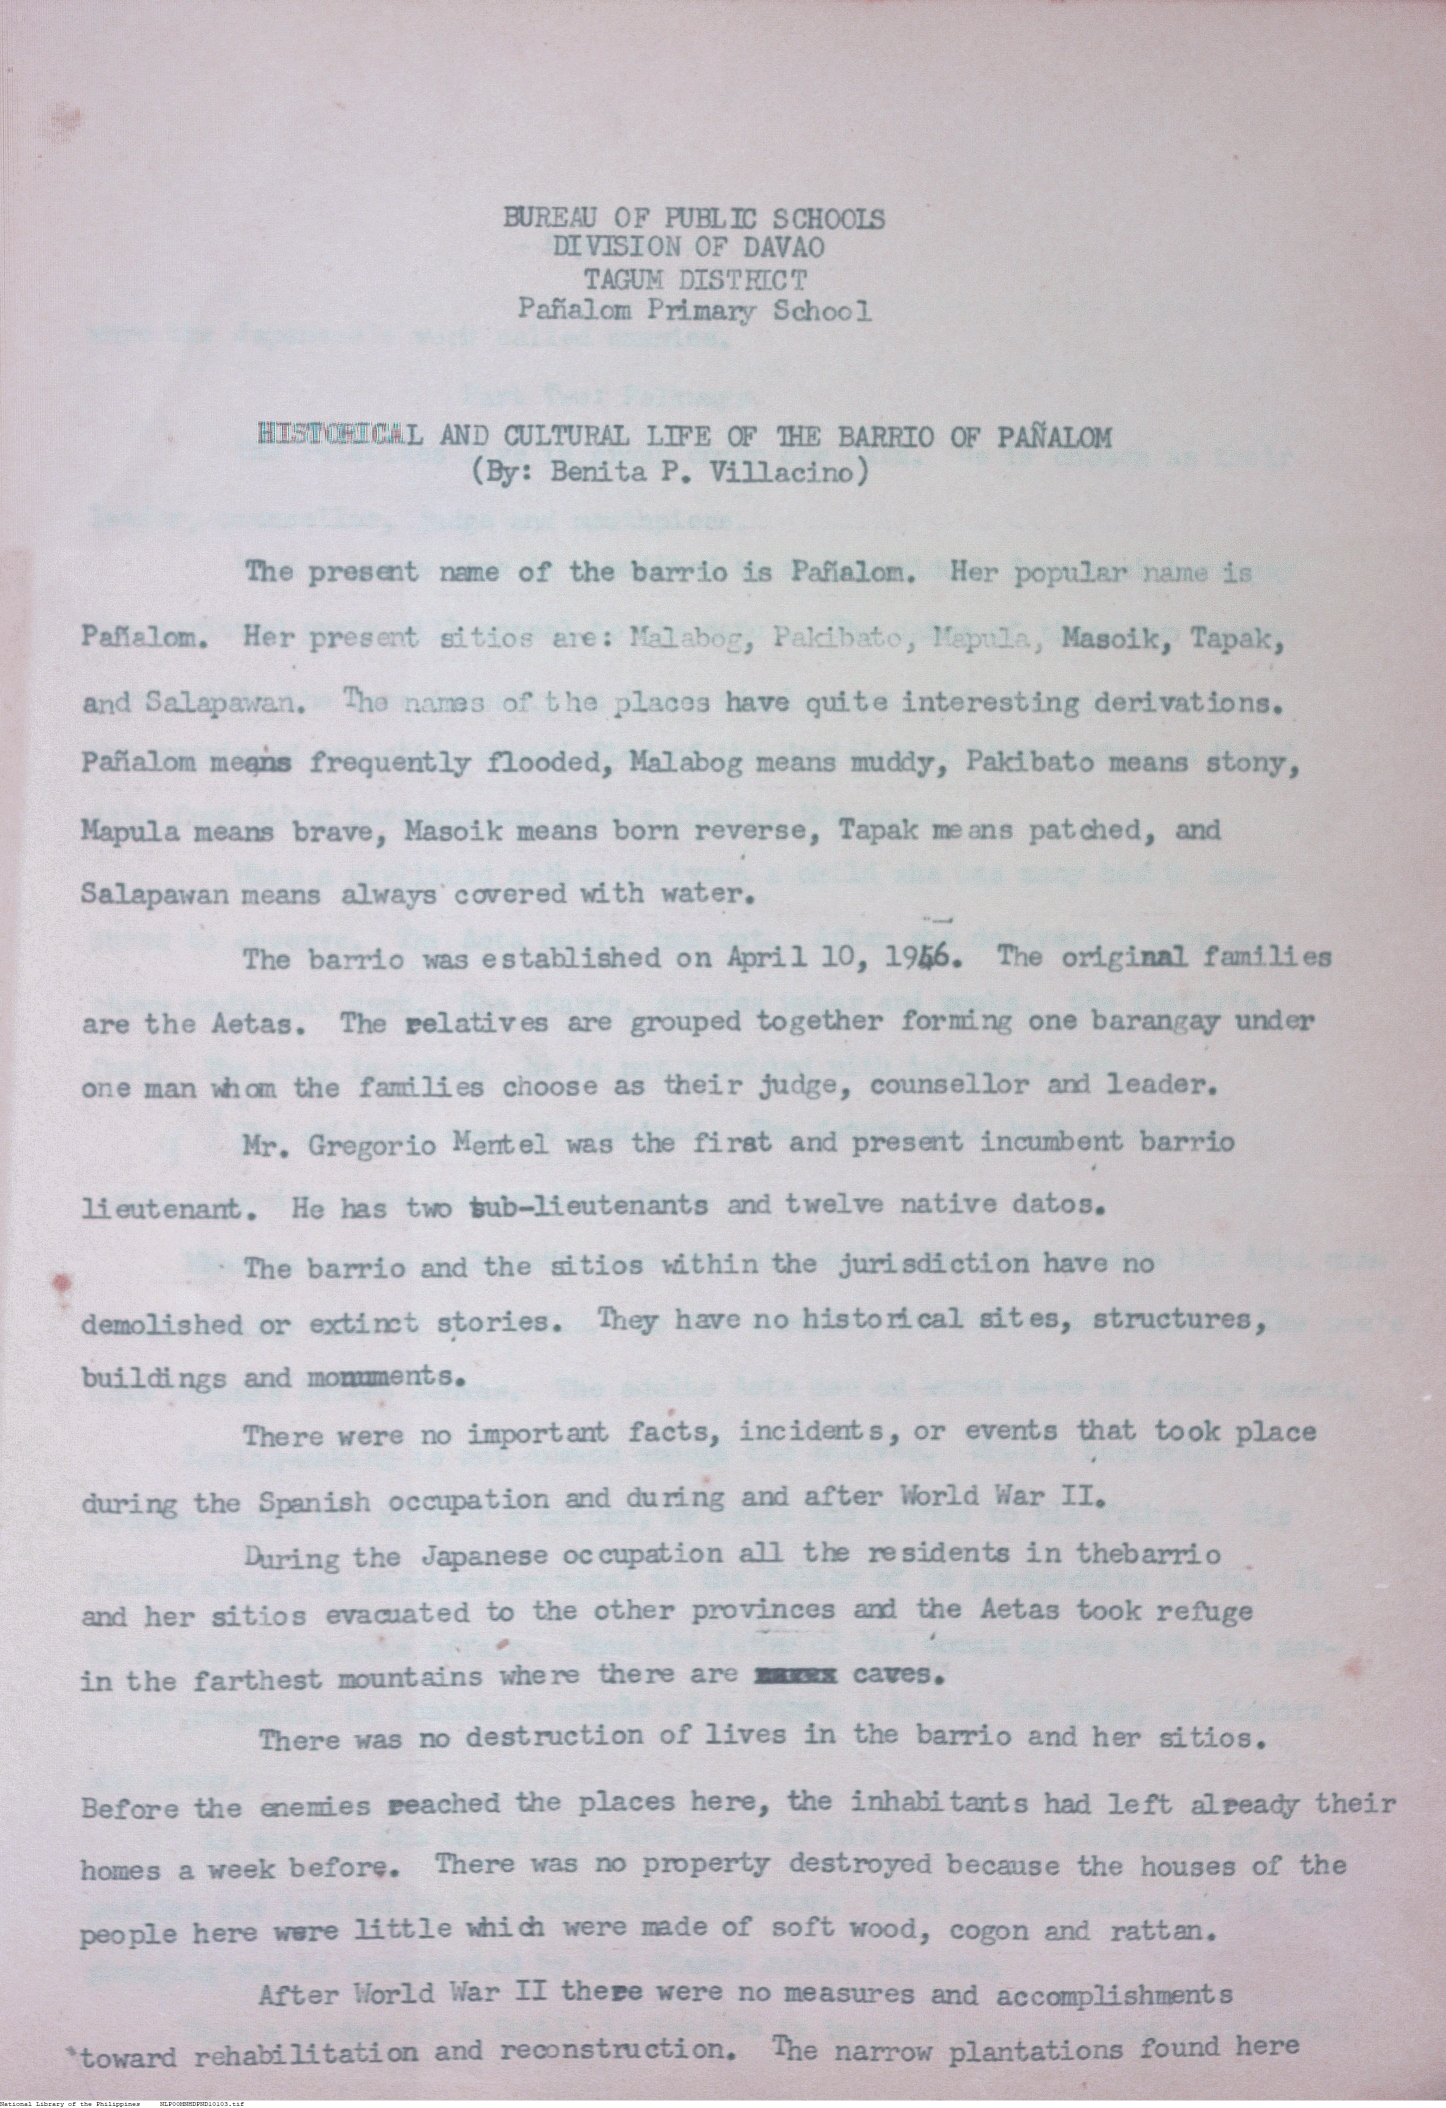 BUREAU OF PUBLIC SCHOOLS
DIVISION OF DAVAO
TAGUM DISTRICT
Pañalom Primary School
HISTORICAL AND CULTURAL LIFE OF THE BARRIO OF PAÑALOM
(By: Benita P. Villacino)
The present name of the barrio is Pañalom. Her popular name is
Pañalom. Her present sitios are: Malabog, Pakibato, Mapula, Masoik, Tapak,
and Salapawan. The names of the places have quite interesting derivations.
Pañalom means frequently flooded, Malabog means muddy, Pakibato means stony,
Mapula means brave, Masoik means born reverse, Tapak means patched, and
Salapawan means always covered with water.
The barrio was established on April 10, The original families
are the Aetas. The relatives are grouped together forming one barangay under
one man whom the families choose as their judge, counsellor and leader.
Mr. Gregorio Mentel was the first and present incumbent barrio
lieutenant. He has two sub-lieutenants and twelve native datos.
The barrio and the sitios within the jurisdiction have no
demolished or extinct stories. They have no historical sites, structures,
buildings and monuments.
There were no important facts, incidents, or events that took place
during the Spanish occupation and during and after World War II.
During the Japanese occupation all the residents in thebarrio
and her sitios evacuated to the other provinces and the Aetas took refuge
in the farthest mountains where there are caves.
There was no destruction of lives in the barrio and her sitios.
Before the enemies reached the places here, the inhabitants had left already their
homes a week before. There was no property destroyed because the houses of the
people here were little which were made of soft wood, cogon and rattan.
After World War II there were no measures and accomplishments
toward rehabilitation and reconstruction. The narrow plantations found here
National Library of the Philippines NLPOOMNHDPND10103.tif